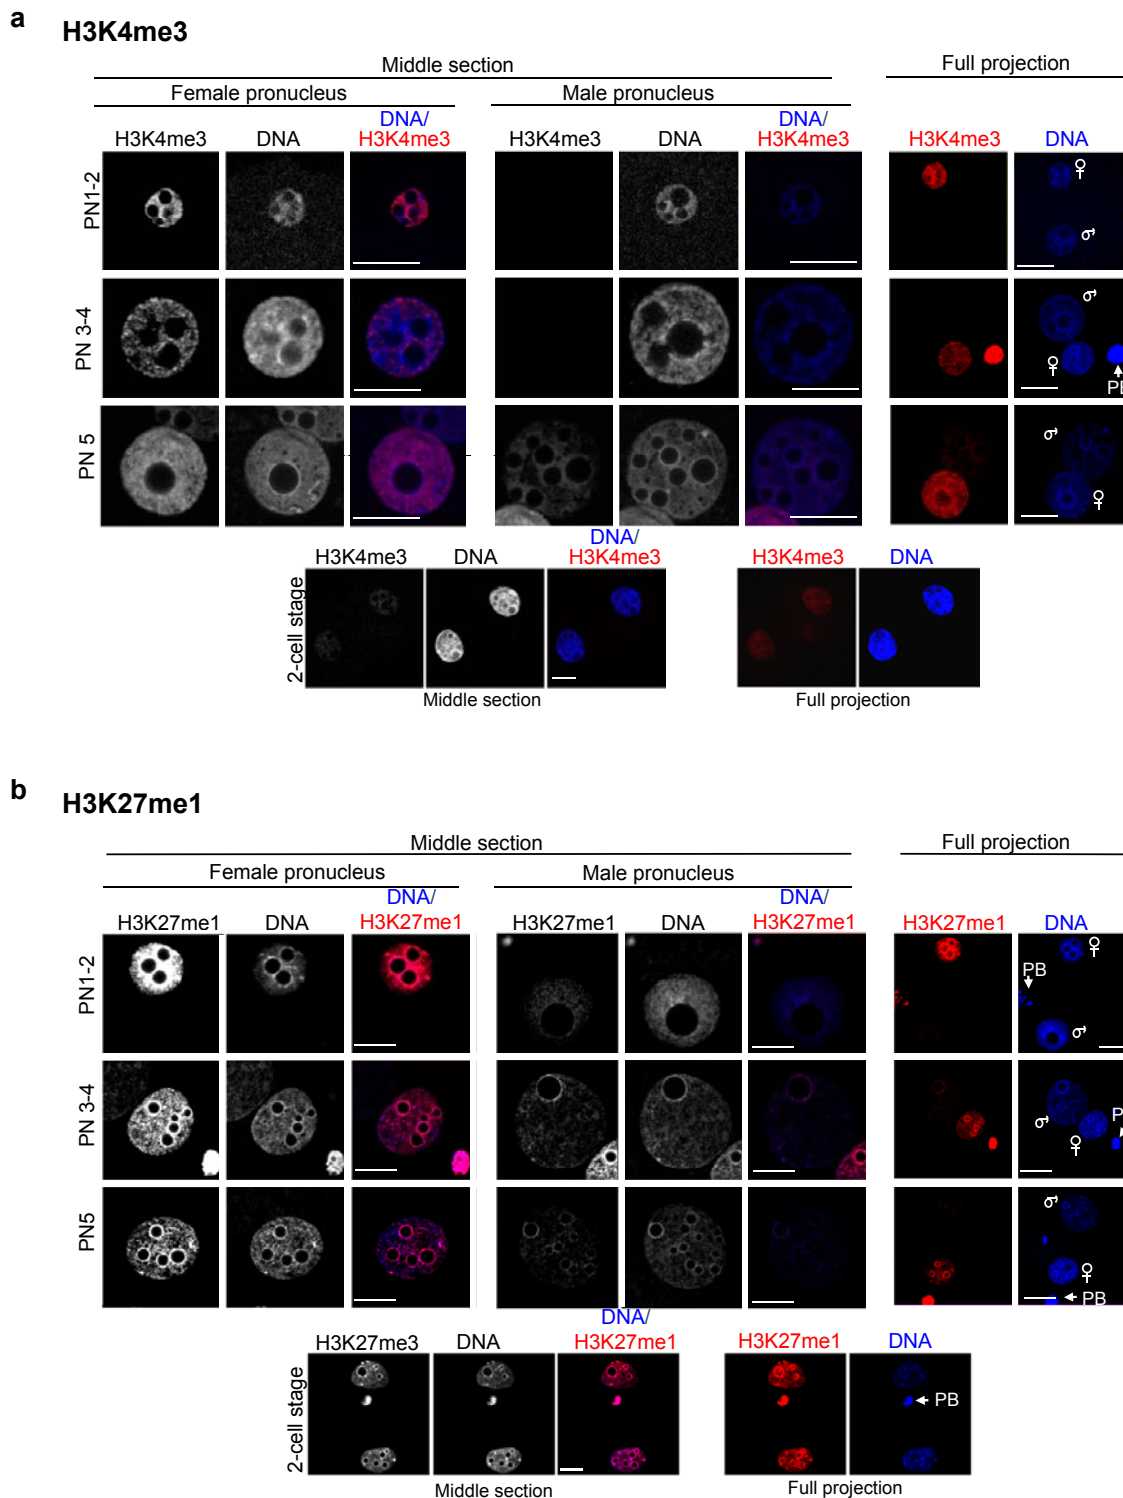 a
H3K4me3
Middle section
Full projection
Female pronucleus
Male pronucleus
H3K4me3 DNA DNA/ H3K4me3 H3K4me3 DNA DNA/ H3K4me3 H3K4me3 DNA
PN1-2
♀
♂
PN 3-4
♂
♀
PB
PN 5
♂
♀
H3K4me3 DNA DNA/ H3K4me3 H3K4me3 DNA
2-cell stage
Middle section
Full projection
b
H3K27me1
Middle section
Full projection
Female pronucleus
Male pronucleus
H3K27me1 DNA DNA/ H3K27me1 H3K27me1 DNA DNA/ H3K27me1 H3K27me1 DNA
PN1-2
♀
PB
♂
PN 3-4
♂
♀
P
PN5
♂
♀
PB
H3K27me3 DNA DNA/ H3K27me1 H3K27me1 DNA
2-cell stage
PB
Middle section
Full projection